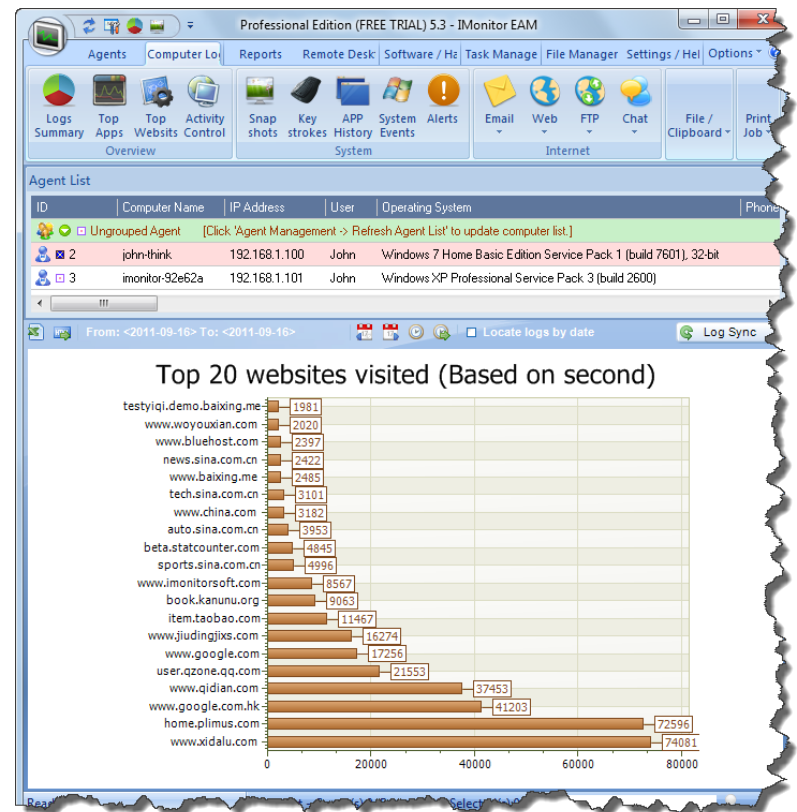 Professional Edition (FREE TRIAL) 5.3 - IMonitor EAM
Agents Computer Lo Reports Remote Desk Software / Ha Task Manage File Manager Settings / Hel Options
Logs Summary
Top Apps
Top Websits
Activity Control
Snap shots
Key strokes
APP History
System Events
Alerts
Email
Web
FTP
Chat
File / Clipboard
Print Job
Overview System Internet
Agent List
ID Computer Name IP Address User Operating System Phone
Ungrouped Agent [Click 'Agent Management -> Refresh Agent List' to update computer list.]
2 john-think 192.168.1.100 John Windows 7 Home Basic Edition Service Pack 1 (build 7601), 32-bit
3 imonitor-92e62a 192.168.1.101 John Windows XP Professional Service Pack 3 (build 2600)
From: <2011-09-16> To: <2011-09-16> Locate logs by date Log Sync
Top 20 websites visited (Based on second)
testyiqi.demo.baixing.me 1981
www.woyouxian.com 2020
www.bluehost.com 2397
news.sina.com.cn 2422
www.baixing.me 2485
tech.sina.com.cn 3101
www.china.com 3182
auto.sina.com.cn 3953
beta.statcounter.com 4845
sports.sina.com.cn 4996
www.imonitorsoft.com 8567
book.kanunu.org 9063
item.taobao.com 11467
www.jiudingjixs.com 16274
www.google.com 17256
user.qzone.qq.com 21553
www.qidian.com 37453
www.google.com.hk 41203
home.plimus.com 72596
www.xidalu.com 74081
0 20000 40000 60000 80000